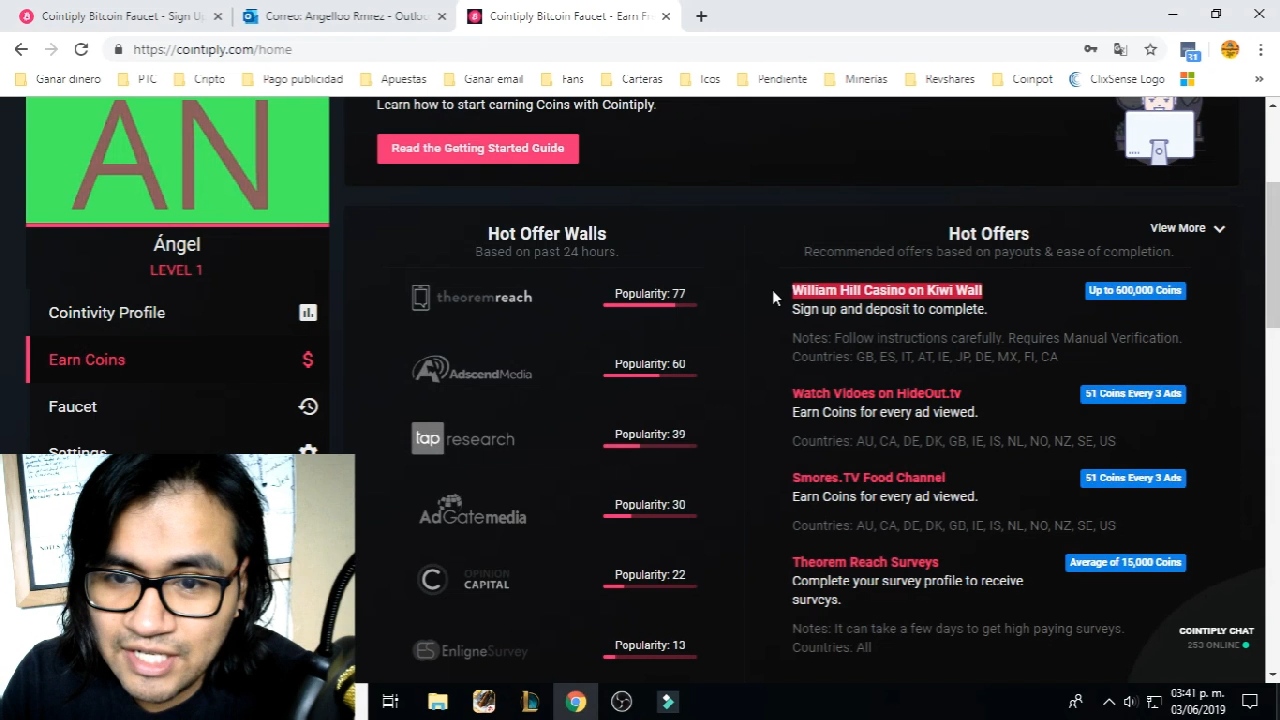 Cointiply Bitcoin Faucet - Sign Up
Correo: Angelloo Rmrez - Outlo
Cointiply Bitcoin Faucet - Earn Fr
https://cointiply.com/home
31
Ganar dinero
PTC
Cripto
Pago publicidad
Apuestas
Ganar email
Fans
Carteras
Icos
Pendiente
Minerias
Revshares
Coinpot
ClixSense Logo
»
AN
Ángel
LEVEL 1
Cointivity Profile
Earn Coins
$
Faucet
Settings
Learn how to start earning Coins with Cointiply.
Read the Getting Started Guide
Hot Offer Walls
Based on past 24 hours.
theoremreach
Popularity: 77
AdscendMedia
Popularity: 60
tap research
Popularity: 39
AdGatemedia
Popularity: 30
C OPINION
CAPITAL
Popularity: 22
ES EnligneSurvey
Popularity: 13
Hot Offers
View More
Recommended offers based on payouts & ease of completion.
William Hill Casino on Kiwi Wall
Up to 600,000 Coins
Sign up and deposit to complete.
Notes: Follow instructions carefully. Requires Manual Verification.
Countries: GB, ES, IT, AT, IE, JP, DE, MX, FI, CA
Watch Vidoes on HideOut.tv
51 Coins Every 3 Ads
Earn Coins for every ad viewed.
Countries: AU, CA, DE, DK, GB, IE, IS, NL, NO, NZ, SE, US
Smores.TV Food Channel
51 Coins Every 3 Ads
Earn Coins for every ad viewed.
Countries: AU, CA, DE, DK, GB, IE, IS, NL, NO, NZ, SE, US
Theorem Reach Surveys
Average of 15,000 Coins
Complete your survey profile to receive
surveys.
Notes: It can take a few days to get high paying surveys.
Countries: All
COINTIPLY CHAT
253 ONLINE
03:41 p. m.
03/06/2019